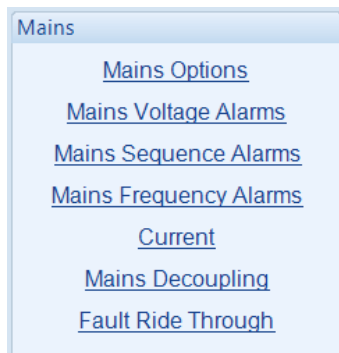 Mains
Mains Options
Mains Voltage Alarms
Mains Sequence Alarms
Mains Frequency Alarms
Current
Mains Decoupling
Fault Ride Through